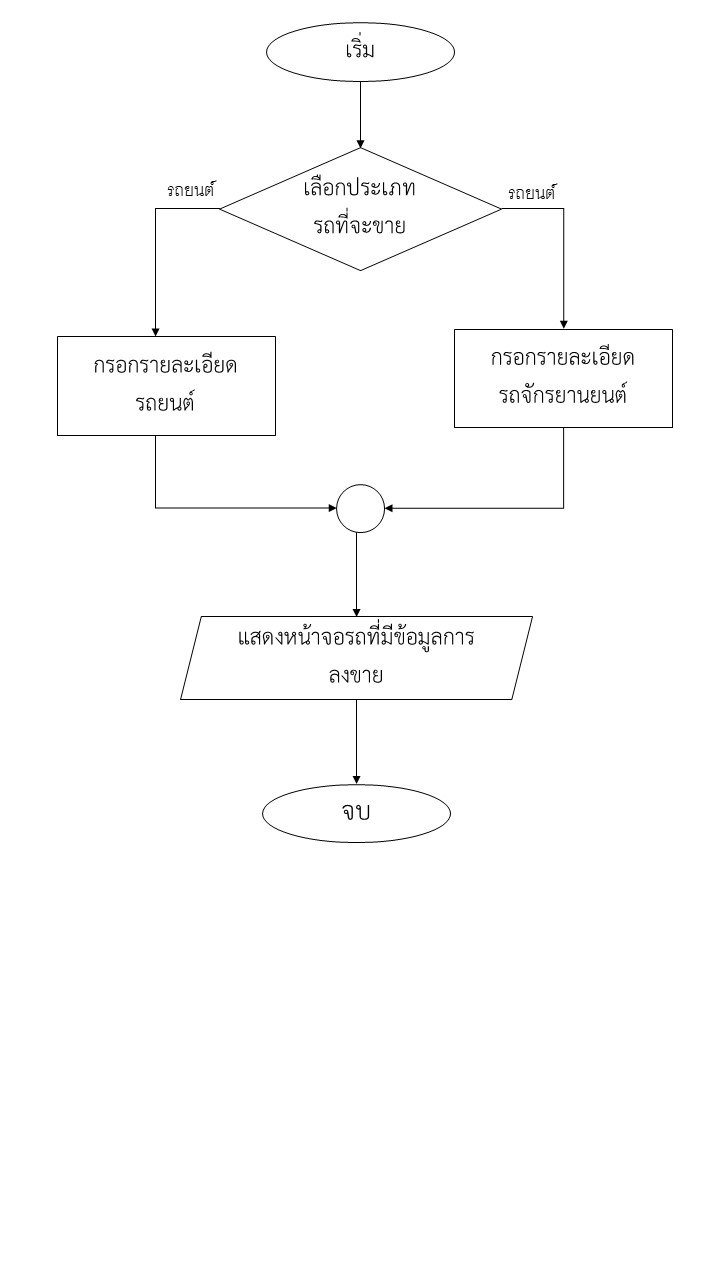 เริ่ม
เลือกประเภท
รถที่จะขาย
รถยนต์
รถยนต์
กรอกรายละเอียด
รถยนต์
กรอกรายละเอียด
รถจักรยานยนต์
แสดงหน้าจอรถที่มีข้อมูลการ
ลงขาย
จบ